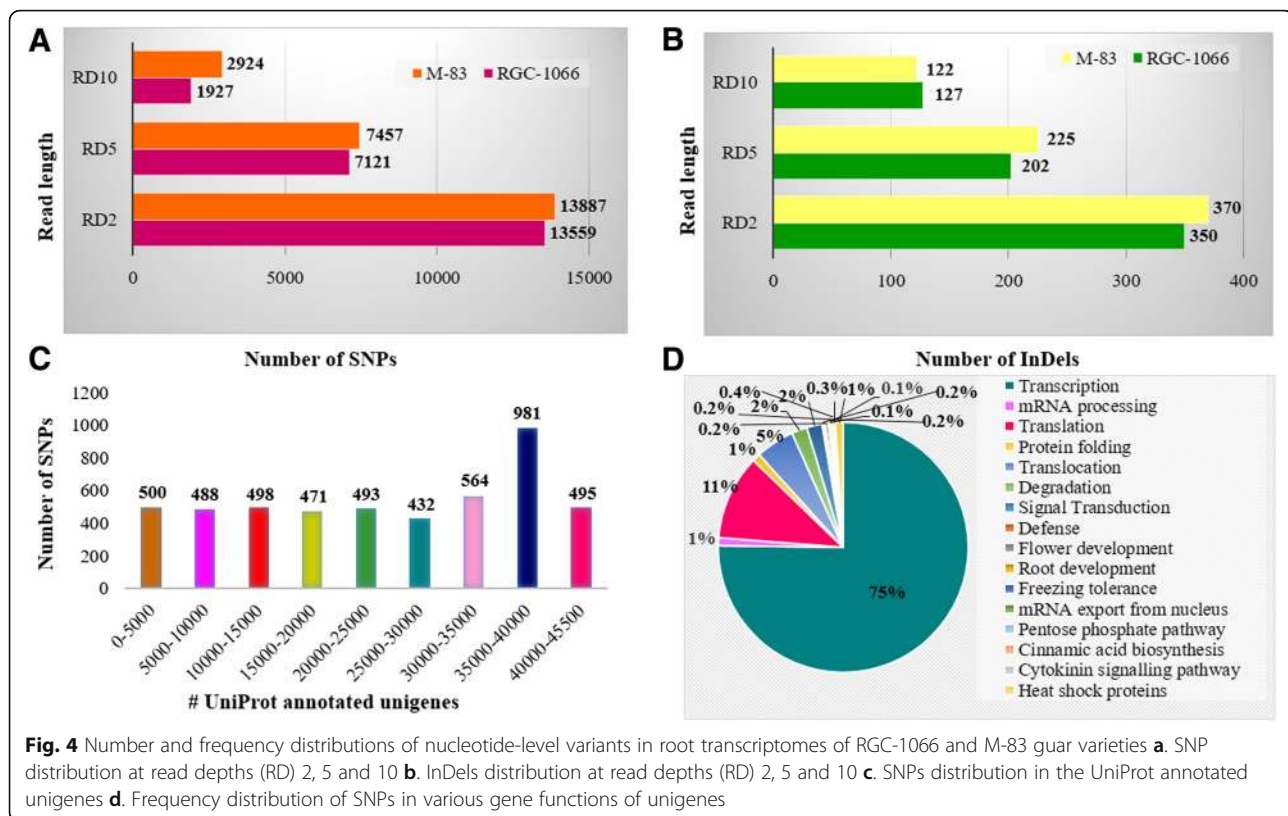 A
0
5000
10000
15000
RD10
2924
1927
M-83
RGC-1066
RD5
7457
7121
RD2
13887
13559
0
5000
10000
15000
Read length
Number of SNPs
B
M-83
RGC-1066
RD10
122
127
RD5
225
202
RD2
370
350
0
100
200
300
400
Read length
Number of InDels
C
1200
1000
800
600
400
200
0
Number of SNPs
500
488
498
471
493
432
564
981
495
0-5000
5000-10000
10000-15000
15000-20000
20000-25000
25000-30000
30000-35000
35000-40000
40000-45500
# UniProt annotated unigenes
D
0.4%
0.3%
1%
0.1%
0.2%
0.2%
2%
2%
0.1%
0.2%
0.2%
1%
5%
11%
1%
75%
Transcription
mRNA processing
Translation
Protein folding
Translocation
Degradation
Signal Transduction
Defense
Flower development
Root development
Freezing tolerance
mRNA export from nucleus
Pentose phosphate pathway
Cinnamic acid biosynthesis
Cytokinin signalling pathway
Heat shock proteins
Fig. 4 Number and frequency distributions of nucleotide-level variants in root transcriptomes of RGC-1066 and M-83 guar varieties a. SNP
distribution at read depths (RD) 2, 5 and 10 b. InDels distribution at read depths (RD) 2, 5 and 10 c. SNPs distribution in the UniProt annotated
unigenes d. Frequency distribution of SNPs in various gene functions of unigenes